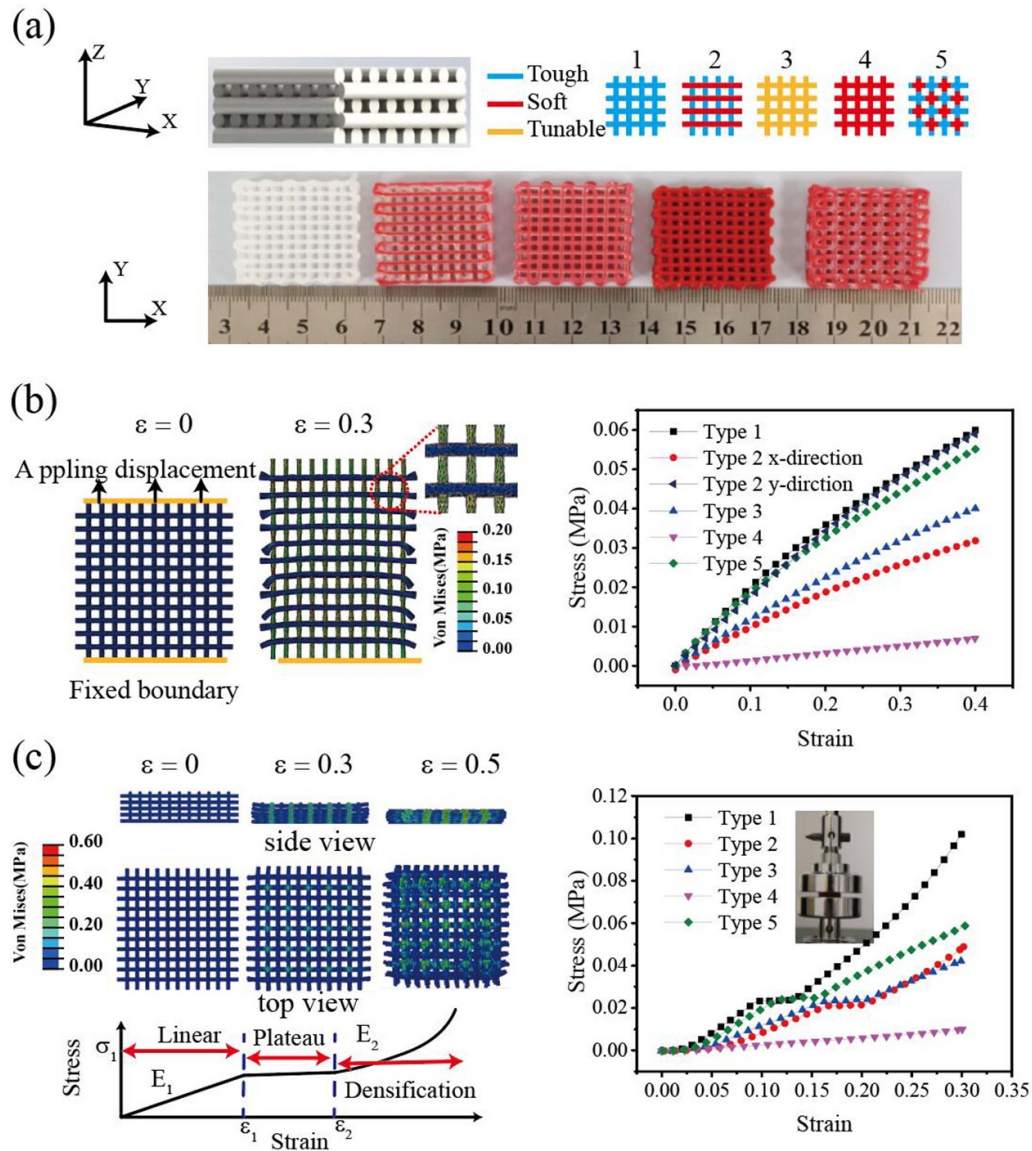 (a)
Z
Y
X
Tough
Soft
Tunable
1 2 3 4 5
Y
X
3 4 5 6 7 8 9 10 11 12 13 14 15 16 17 18 19 20 21 22
(b)
ε = 0
ε = 0.3
A ppling displacement
Fixed boundary
Von Mises(MPa)
0.20
0.15
0.10
0.05
0.00
Stress (MPa)
0.06
0.05
0.04
0.03
0.02
0.01
0.00
Type 1
Type 2 x-direction
Type 2 y-dirction
Type 3
Type 4
Type 5
0.0 0.1 0.2 0.3 0.4
Strain
(c)
ε = 0
ε = 0.3
ε = 0.5
side view
Von Mises(MPa)
0.60
0.40
0.20
0.00
top view
Stress
σ1
Linear
Plateau
E1
E2
Densification
ε1
ε2
Strain
Stress (MPa)
0.12
0.10
0.08
0.06
0.04
0.02
0.00
Type 1
Type 2
Type 3
Type 4
Type 5
0.00 0.05 0.10 0.15 0.20 0.25 0.30
Strain